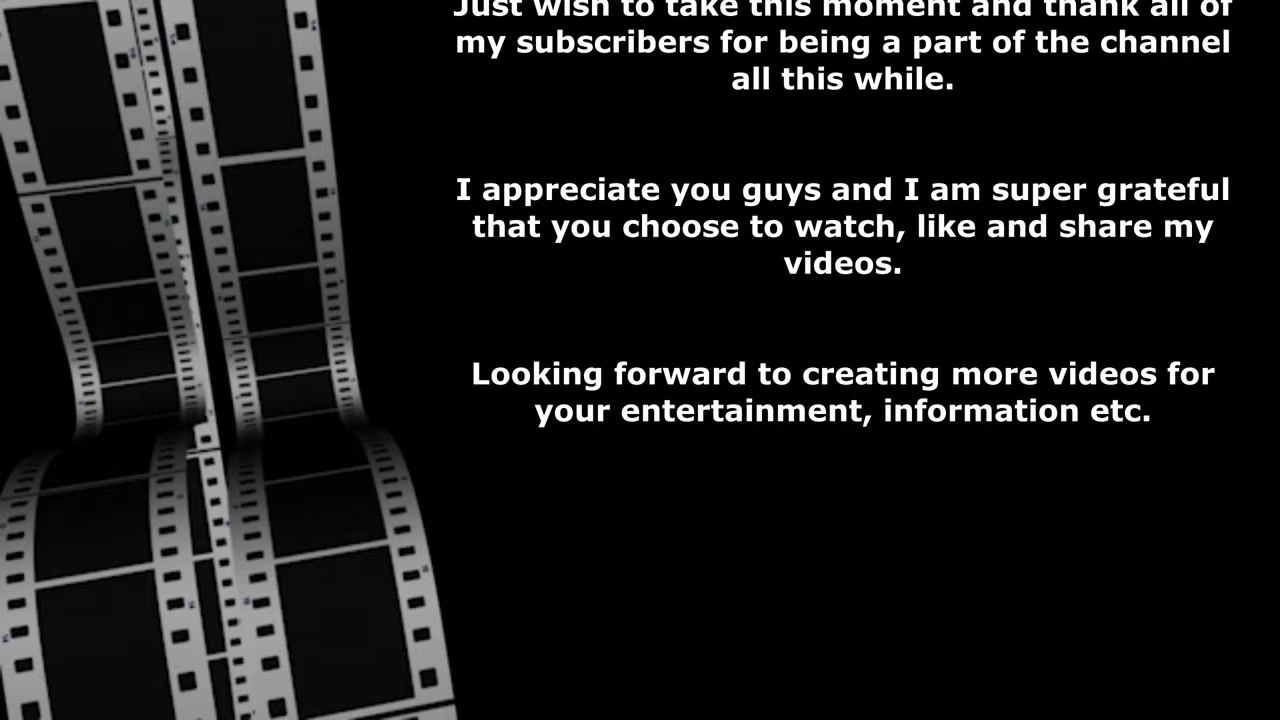 Just wish to take this moment and thank all of
my subscribers for being a part of the channel
all this while.
I appreciate you guys and I am super grateful
that you choose to watch, like and share my
videos.
Looking forward to creating more videos for
your entertainment, information etc.